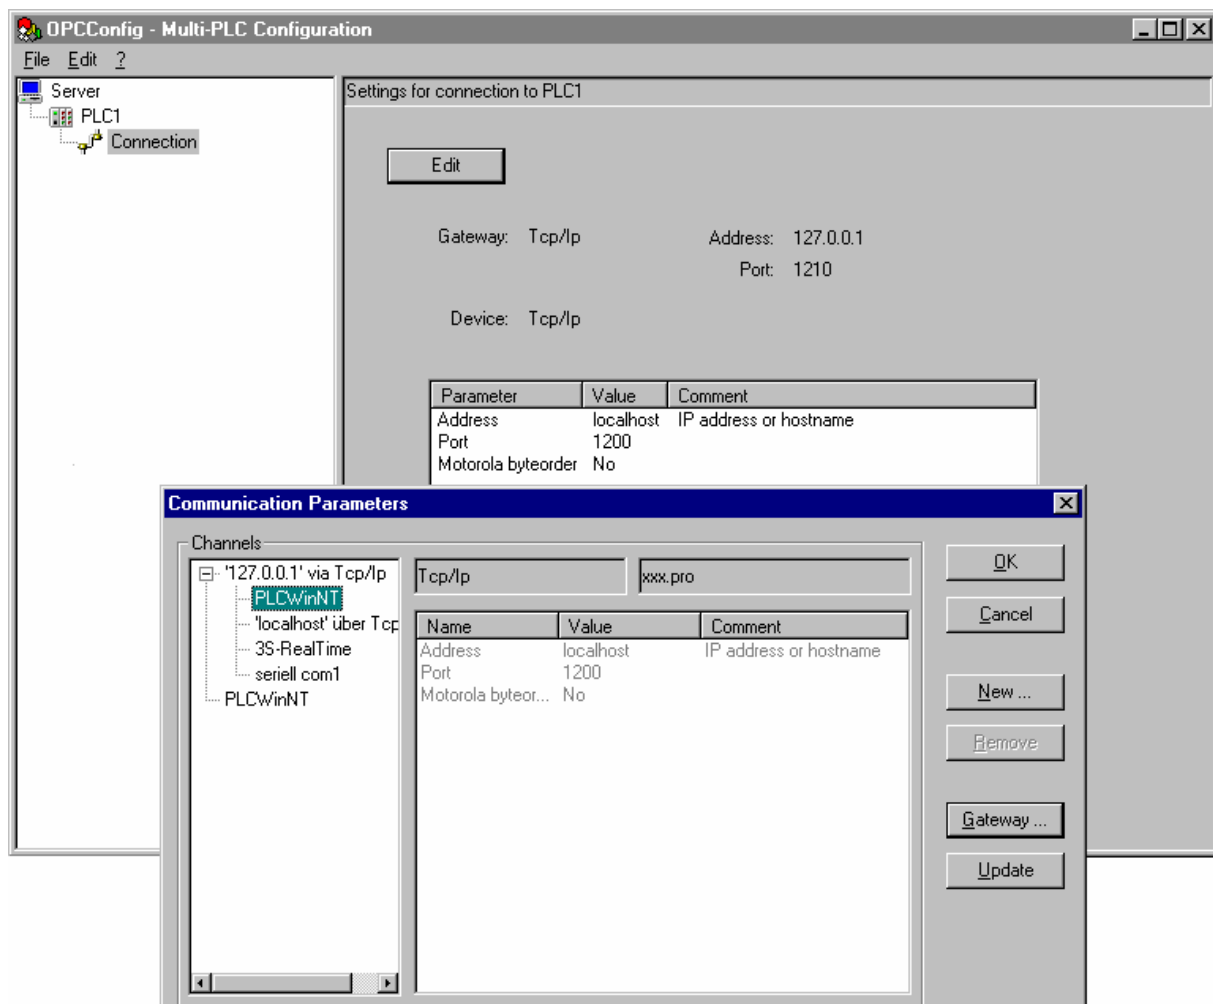 OPCConfig - Multi-PLC Configuration
File Edit ?
Server
PLC1
Connection
Settings for connection to PLC1
Edit
Gateway: Tcp/Ip Address: 127.0.0.1
Port: 1210
Device: Tcp/Ip
Parameter Value Comment
Address localhost IP address or hostname
Port 1200
Motorola byteorder No
Communication Parameters
Channels
'127.0.0.1' via Tcp/Ip
PLCWinNT
'localhost' über Tcp
3S-RealTime
seriell com1
PLCWinNT
Tcp/Ip xxx.pro
Name Value Comment
Address localhost IP address or hostname
Port 1200
Motorola byteor... No
OK
Cancel
New ...
Remove
Gateway ...
Update